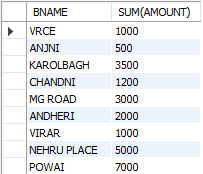 BNAME SUM(AMOUNT)
VRCE 1000
ANJNI 500
KAROLBAGH 3500
CHANDNI 1200
MG ROAD 3000
ANDHERI 2000
VIRAR 1000
NEHRU PLACE 5000
POWAI 7000